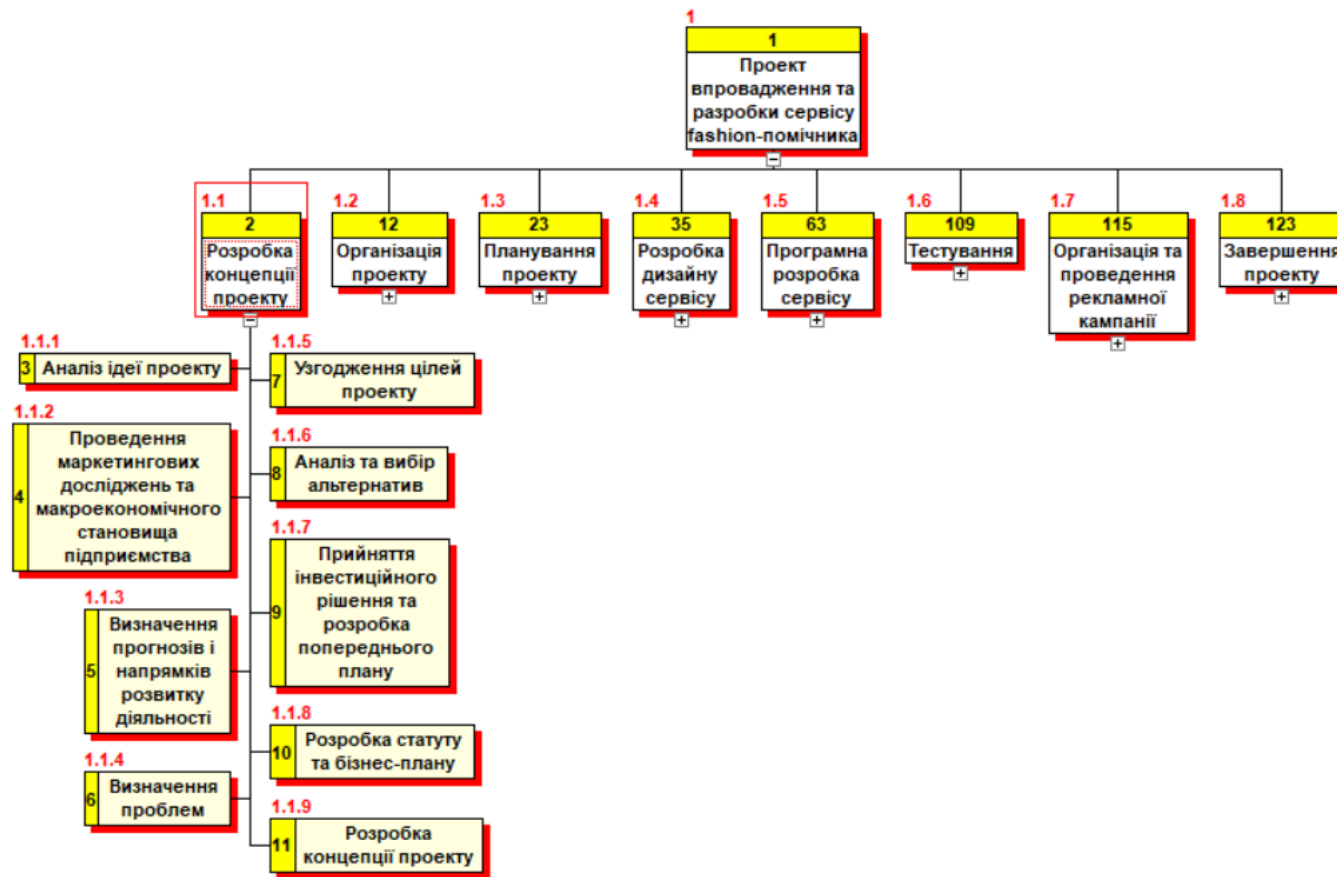 1
1
Проект
впровадження та
разробки сервісу
fashion-помічника
1.1
2
Розробка
концепції
проекту
1.2
12
Організація
проекту
1.3
23
Планування
проекту
1.4
35
Розробка
дизайну
сервісу
1.5
63
Програмна
розробка
сервісу
1.6
109
Тестування
1.7
115
Організація та
проведення
рекламної
кампанії
1.8
123
Завершення
проекту
1.1.1
3 Аналіз ідеї проекту
1.1.2
4
Проведення
маркетингових
досліджень та
макроекономічного
становища
підприємства
1.1.3
5
Визначення
прогнозів і
напрямків
розвитку
діяльності
1.1.4
6
Визначення
проблем
1.1.5
7
Узгодження цілей
проекту
1.1.6
8
Аналіз та вибір
альтернатив
1.1.7
9
Прийняття
інвестиційного
рішення та
розробка
попереднього
плану
1.1.8
10
Розробка статуту
та бізнес-плану
1.1.9
11
Розробка
концепції проекту